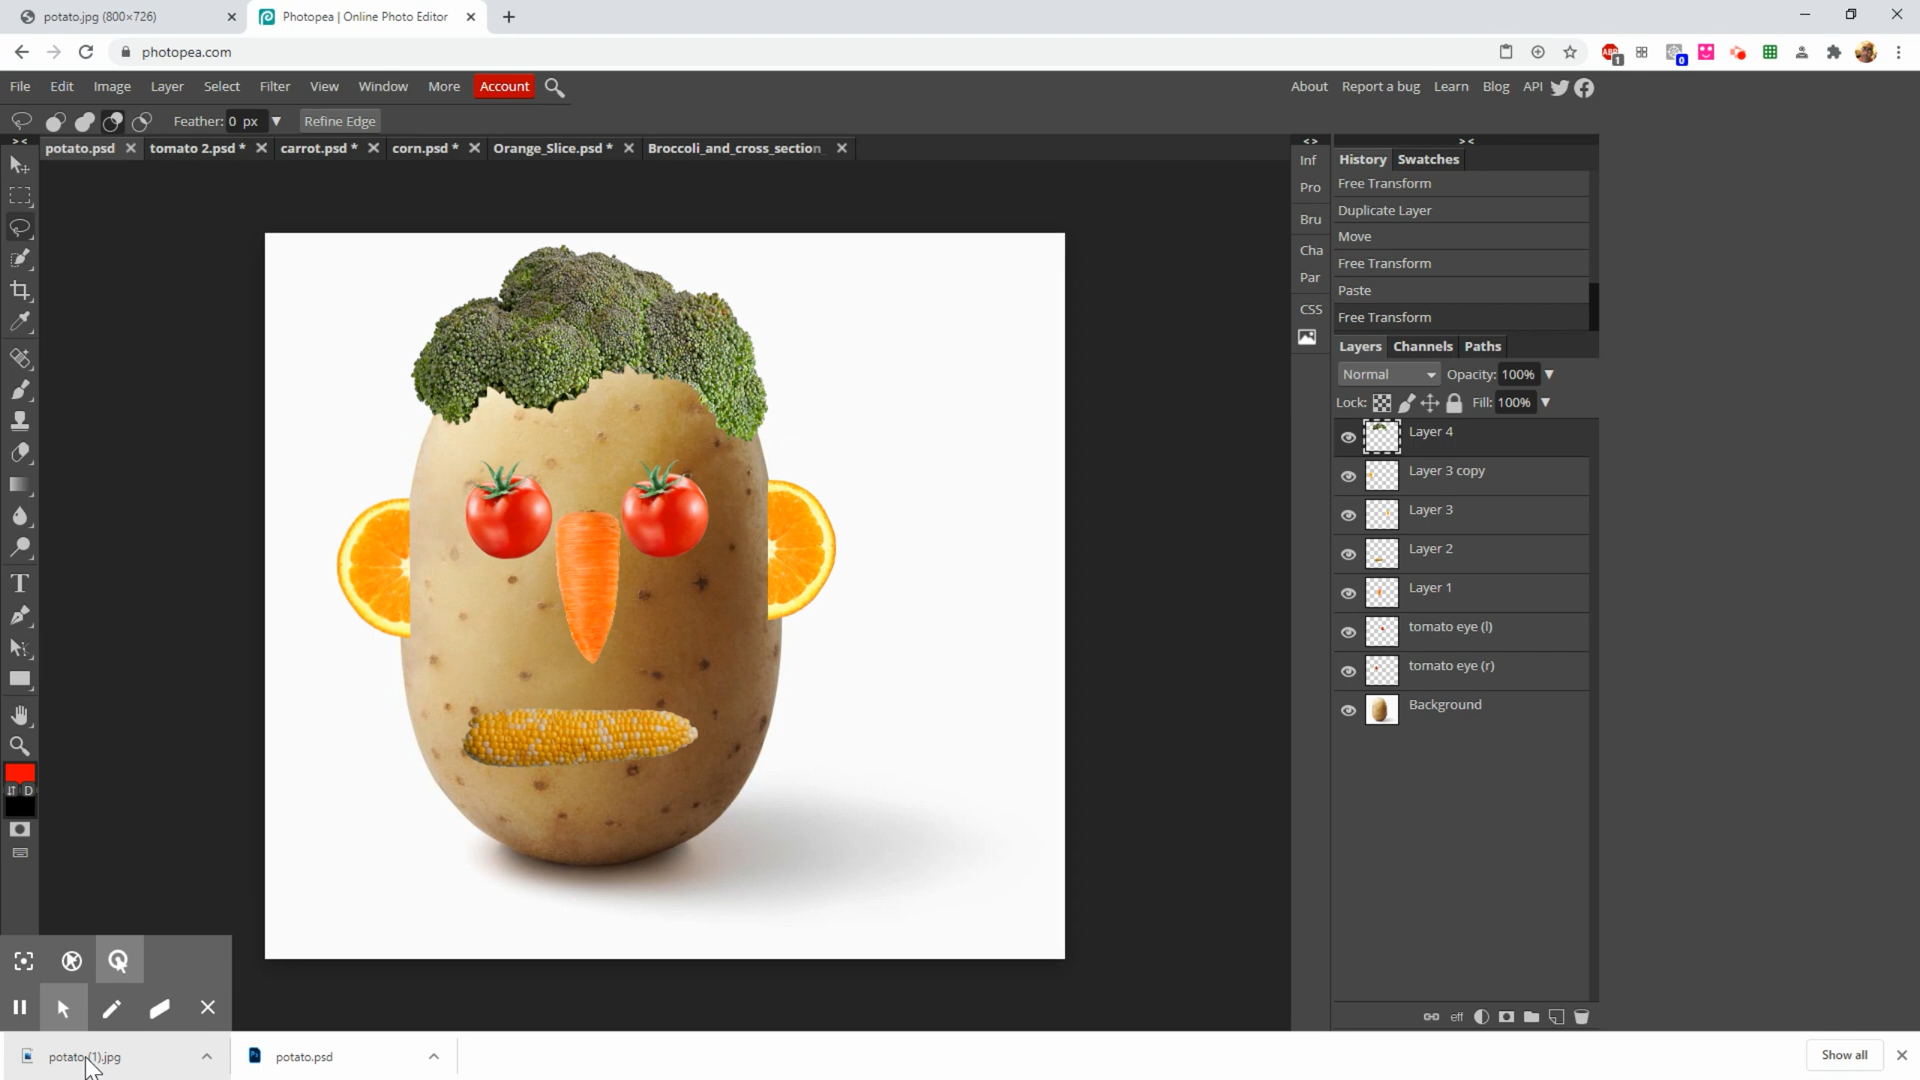 potato.jpg (800×726)
Photopea | Online Photo Editor
photopea.com
File Edit Image Layer Select Filter View Window More Account
About Report a bug Learn Blog API
Feather: 0 px Refine Edge
potato.psd tomato 2.psd * carrot.psd * corn.psd * Orange_Slice.psd * Broccoli_and_cross_section
Inf
Pro
Bru
Cha
Par
CSS
History Swatches
Free Transform
Duplicate Layer
Move
Free Transform
Paste
Free Transform
Layers Channels Paths
Normal Opacity: 100%
Lock: Fill: 100%
Layer 4
Layer 3 copy
Layer 3
Layer 2
Layer 1
tomato eye (l)
tomato eye (r)
Background
D
eff
potato (1).jpg
potato.psd
Show all